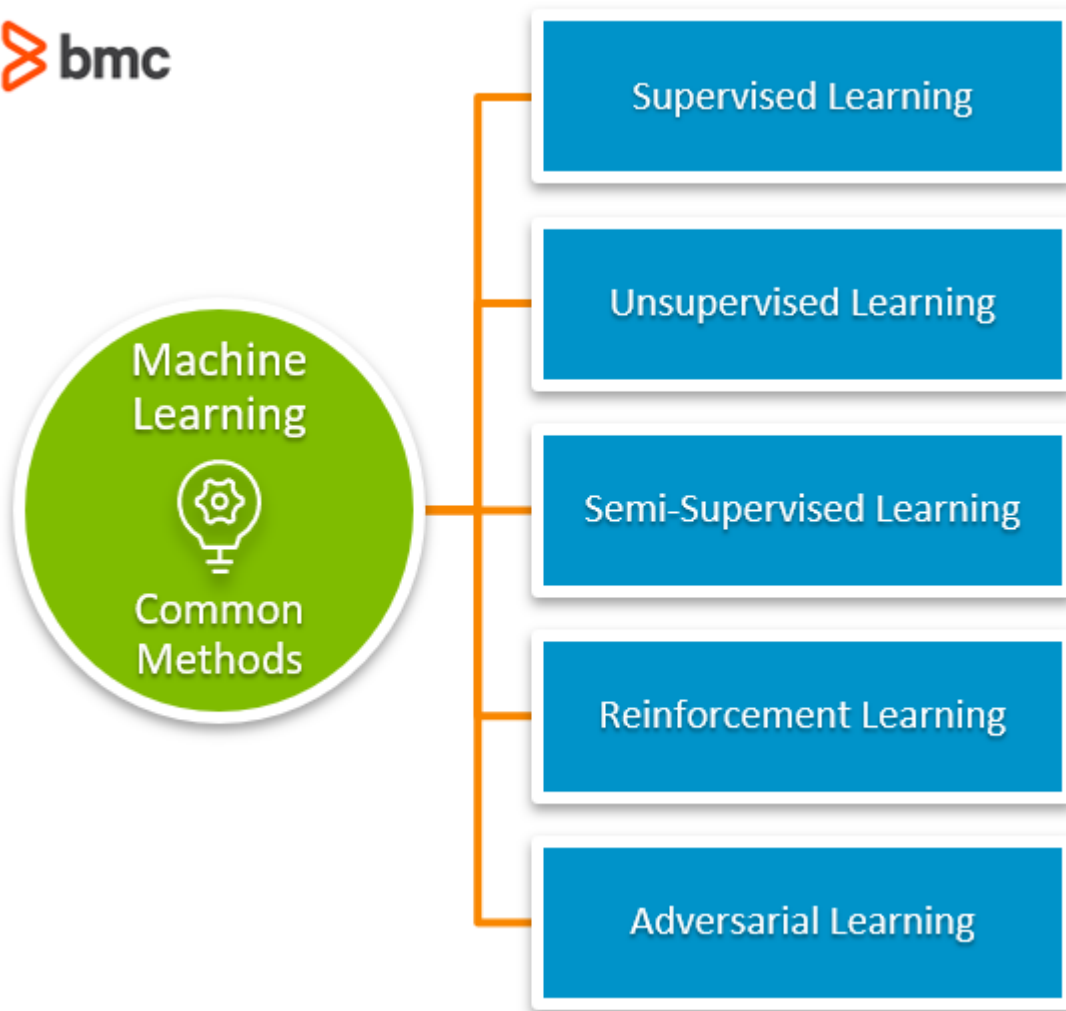 bmc
Machine
Learning
Common
Methods
Supervised Learning
Unsupervised Learning
Semi-Supervised Learning
Reinforcement Learning
Adversarial Learning